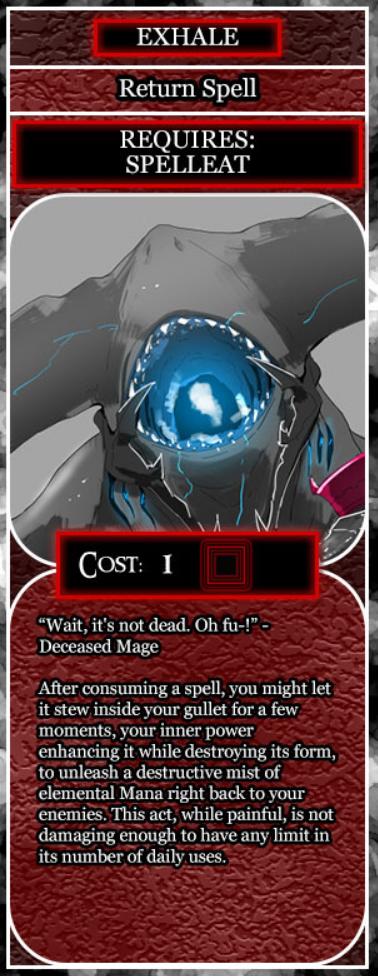 EXHALE
Return Spell
REQUIRES:
SPELLEAT
COST: 1
“Wait, it's not dead. Oh fu-!” -
Deceased Mage
After consuming a spell, you might let
it stew inside your gullet for a few
moments, your inner power
enhancing it while destroying its form,
to unleash a destructive mist of
elemental Mana right back to your
enemies. This act, while painful, is not
damaging enough to have any limit in
its number of daily uses.